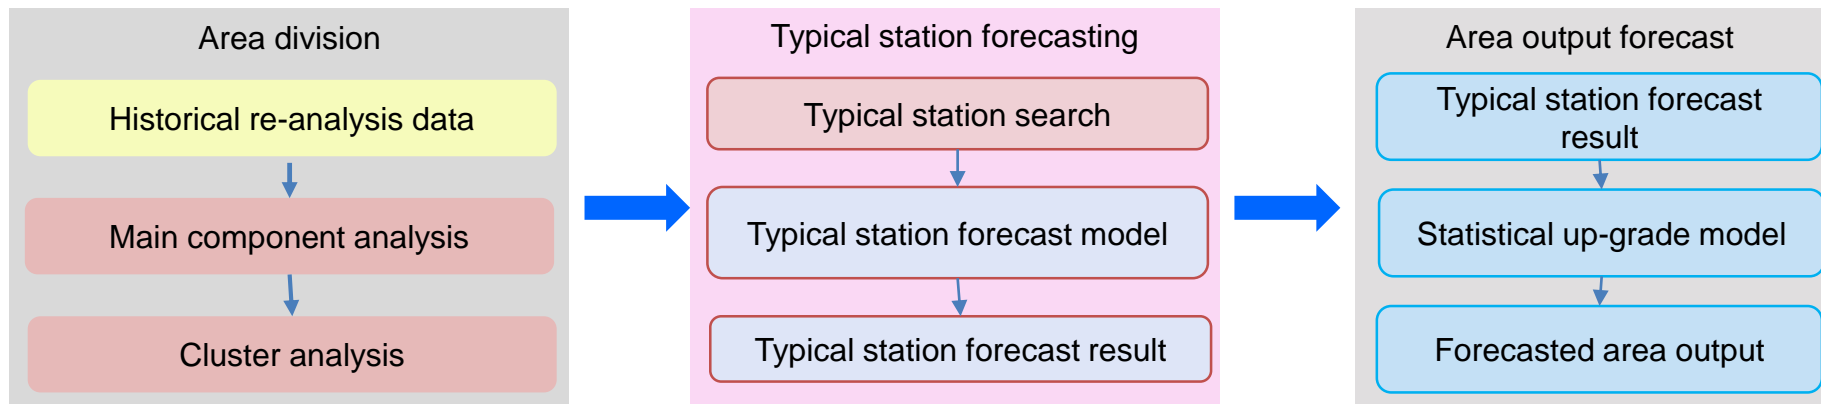 Area division
Historical re-analysis data
Main component analysis
Cluster analysis
Typical station forecasting
Typical station search
Typical station forecast model
Typical station forecast result
Area output forecast
Typical station forecast
result
Statistical up-grade model
Forecasted area output